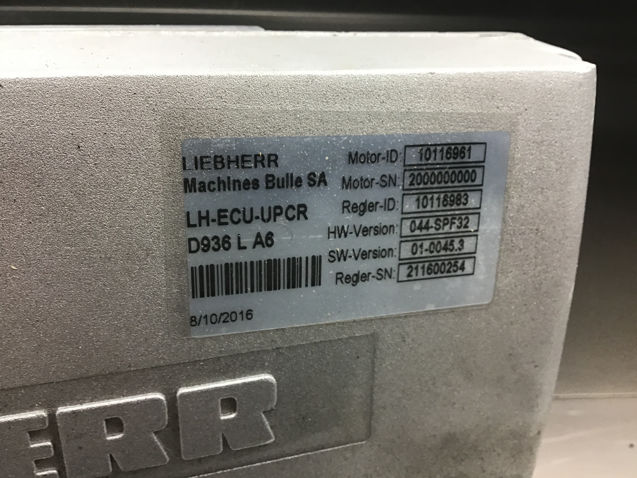 LIEBHERR
Machines Bulle SA
LH-ECU-UPCR
D936 L A6
8/10/2016
Motor-ID: 10116961
Motor-SN: 2000000000
Regler-ID: 10116983
HW-Version: 044-SPF32
SW-Version: 01-0045.3
Regler-SN: 211600254
ERR